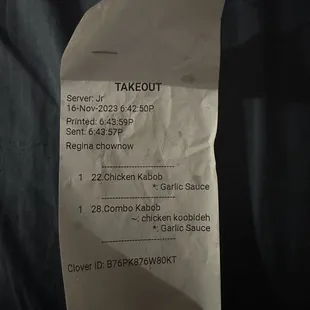 TAKEOUT
Server: Jr
16-Nov-2023 6:42:50P
Printed: 6:43:59P
Sent: 6:43:57P
Regina chownow
-------------------------
1 22.Chicken Kabob
*: Garlic Sauce
-------------------------
1 28.Combo Kabob
~: chicken koobideh
*: Garlic Sauce
-------------------------
Clover ID: B76PK876W80KT